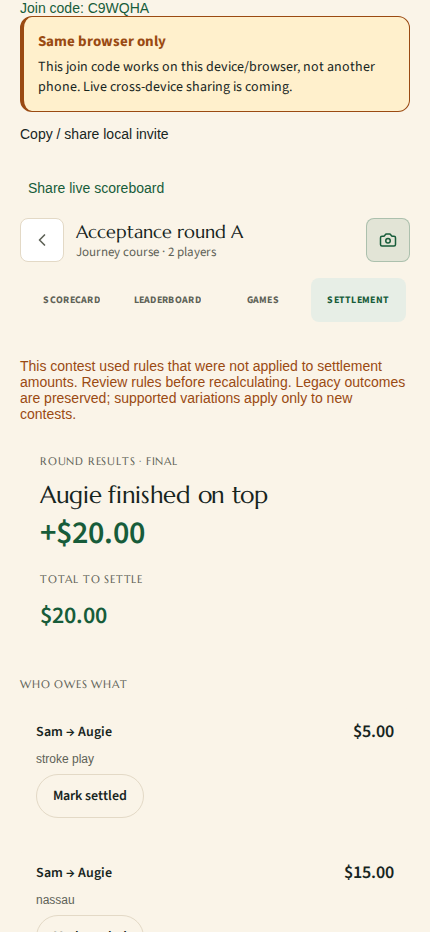 Join code: C9WQHA
Same browser only
This join code works on this device/browser, not another
phone. Live cross-device sharing is coming.
Copy / share local invite
Share live scoreboard
Acceptance round A
Journey course · 2 players
SCORECARD LEADERBOARD GAMES SETTLEMENT
This contest used rules that were not applied to settlement
amounts. Review rules before recalculating. Legacy outcomes
are preserved; supported variations apply only to new
contests.
ROUND RESULTS · FINAL
Augie finished on top
+$20.00
TOTAL TO SETTLE
$20.00
WHO OWES WHAT
Sam → Augie $5.00
stroke play
Mark settled
Sam → Augie $15.00
nassau